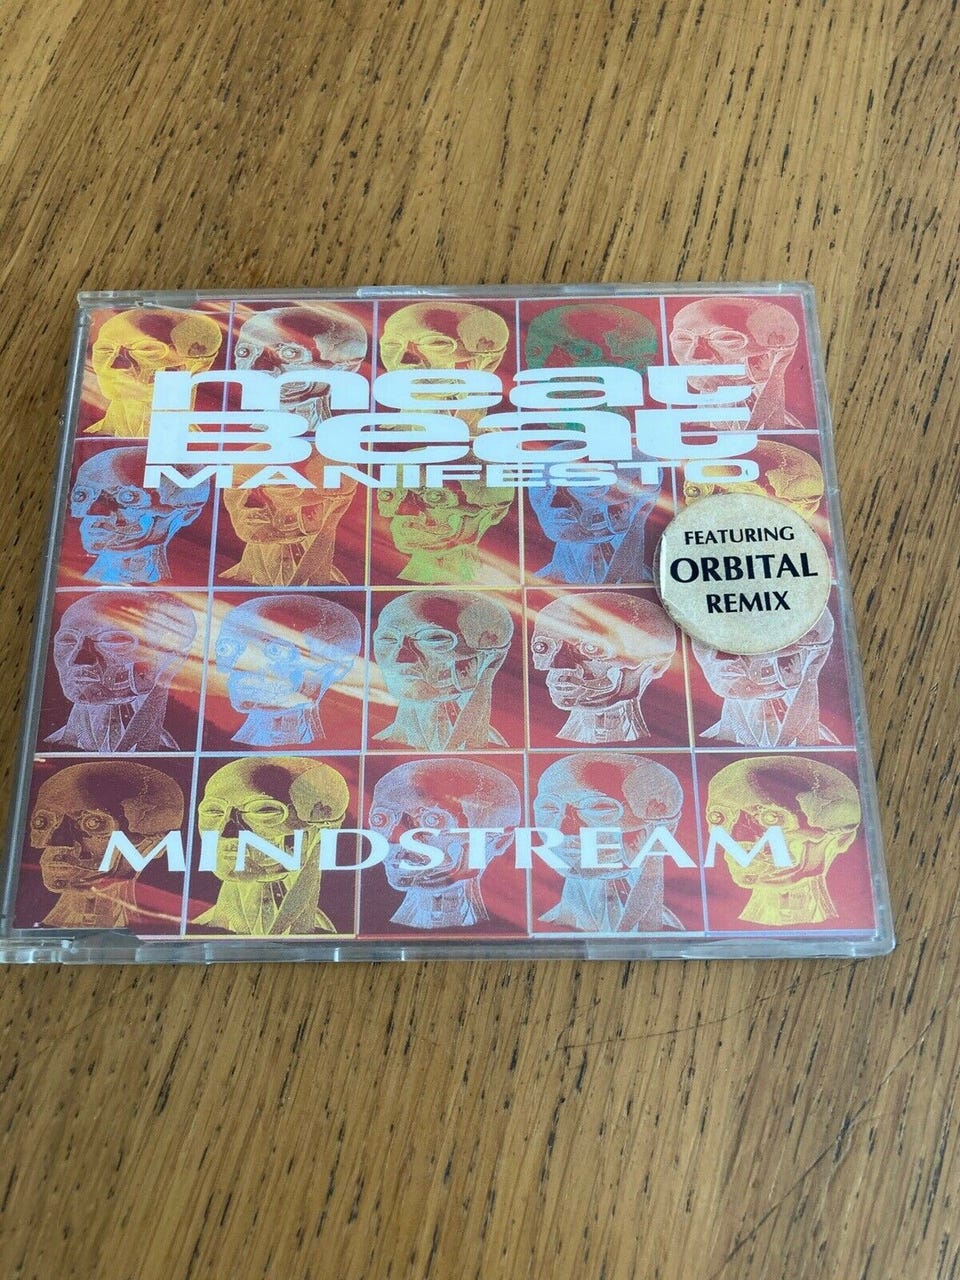 meat
Beat
MANIFESTO
FEATURING
ORBITAL
REMIX
MINDSTREAM